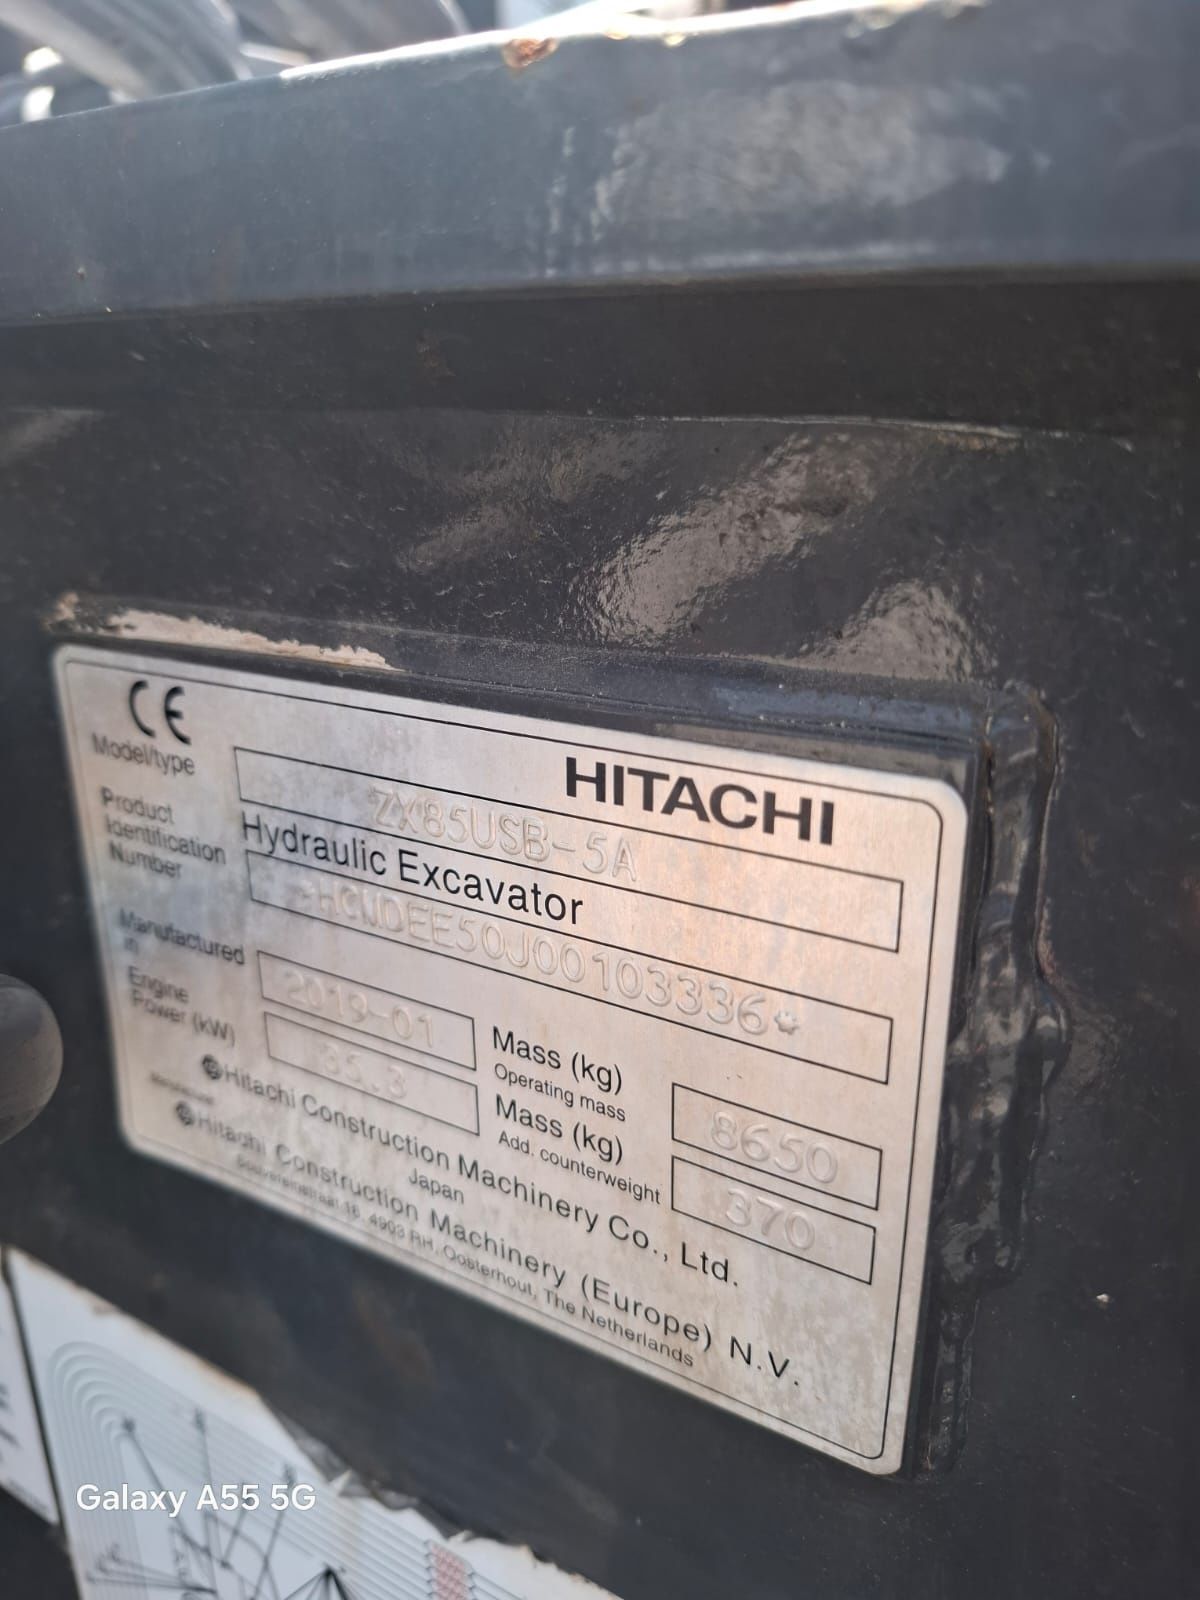 CE
HITACHI
Model/type
ZX85USB-5A
Hydraulic Excavator
Product
Identification
Number
*HCMDEE50J00103336*
Manufactured
in
2019-01
Engine
Power (kW)
Mass (kg)
Operating mass
8650
Mass (kg)
Add. counterweight
370
Hitachi Construction Machinery Co., Ltd.
Japan
Hitachi Construction Machinery (Europe) N.V.
Souvereinstraat 16, 4903 RH, Oosterhout, The Netherlands
Galaxy A55 5G